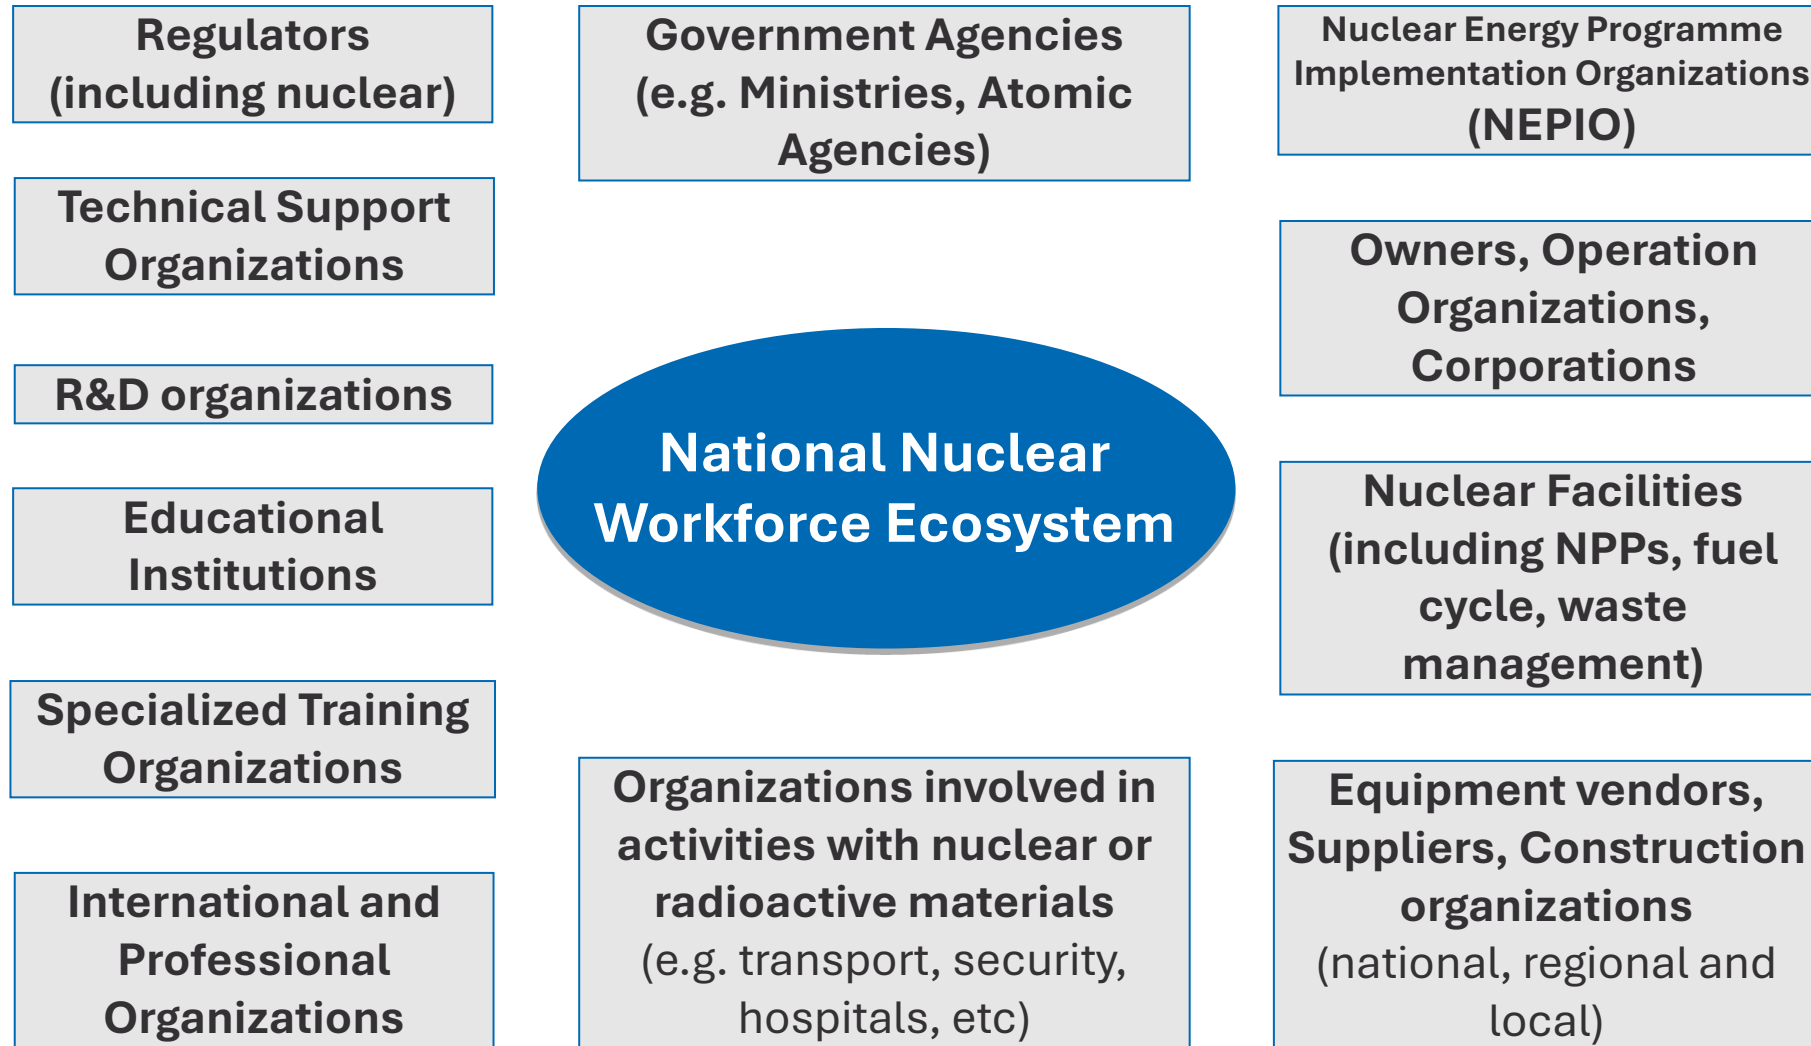 Regulators
(including nuclear)
Technical Support
Organizations
R&D organizations
Educational
Institutions
Specialized Training
Organizations
International and
Professional
Organizations
Government Agencies
(e.g. Ministries, Atomic
Agencies)
National Nuclear
Workforce Ecosystem
Organizations involved in
activities with nuclear or
radioactive materials
(e.g. transport, security,
hospitals, etc)
Nuclear Energy Programme
Implementation Organizations
(NEPIO)
Owners, Operation
Organizations,
Corporations
Nuclear Facilities
(including NPPs, fuel
cycle, waste
management)
Equipment vendors,
Suppliers, Construction
organizations
(national, regional and
local)